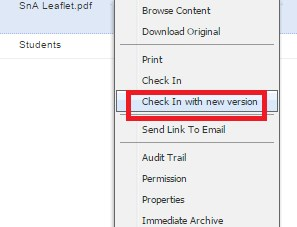 SnA Leaflet.pdf
Students
Browse Content
Download Original
Print
Check In
Check In with new version
Send Link To Email
Audit Trail
Permission
Properties
Immediate Archive